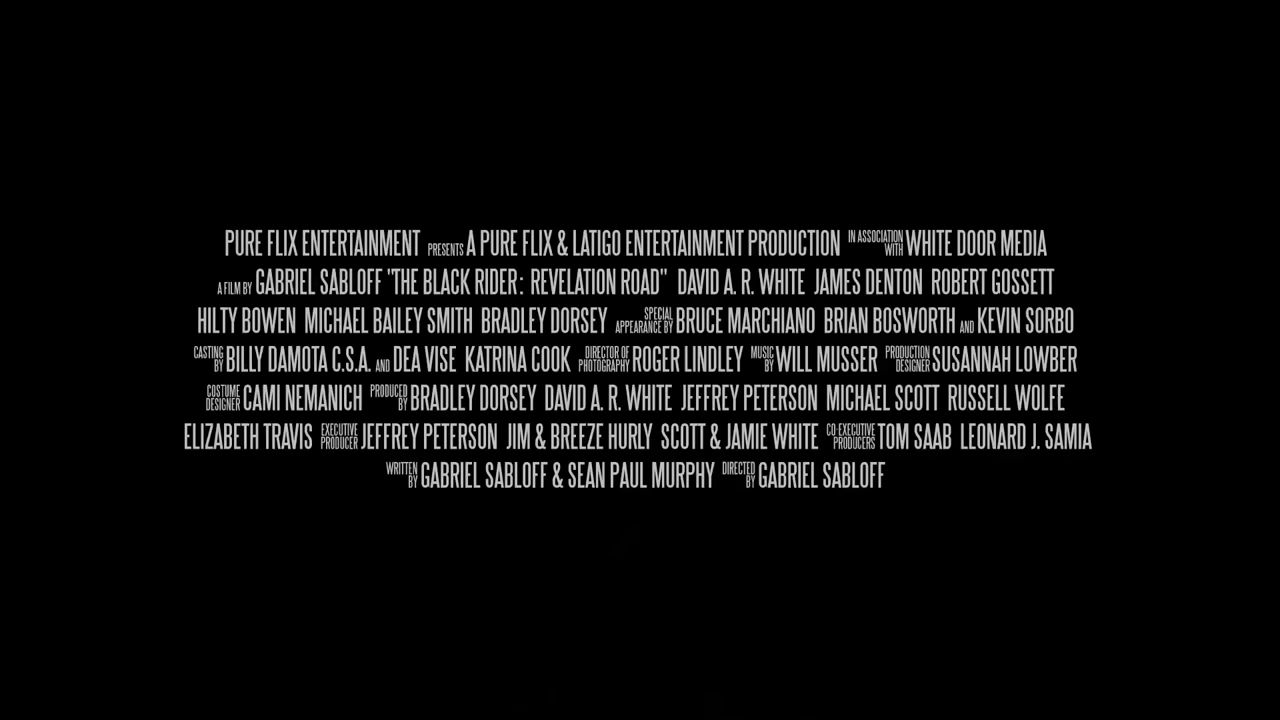 PURE FLIX ENTERTAINMENT PRESENTS A PURE FLIX & LATIGO ENTERTAINMENT PRODUCTION IN ASSOCIATION WITH WHITE DOOR MEDIA
A FILM BY GABRIEL SABLOFF "THE BLACK RIDER: REVELATION ROAD" DAVID A. R. WHITE JAMES DENTON ROBERT GOSSETT
HILTY BOWEN MICHAEL BAILEY SMITH BRADLEY DORSEY SPECIAL APPEARANCE BY BRUCE MARCHIANO BRIAN BOSWORTH AND KEVIN SORBO
CASTING BY BILLY DAMOTA C.S.A. AND DEA VISE KATRINA COOK DIRECTOR OF PHOTOGRAPHY ROGER LINDLEY MUSIC BY WILL MUSSER PRODUCTION DESIGNER SUSANNAH LOWBER
COSTUME DESIGNER CAMI NEMANICH PRODUCED BY BRADLEY DORSEY DAVID A. R. WHITE JEFFREY PETERSON MICHAEL SCOTT RUSSELL WOLFE
ELIZABETH TRAVIS EXECUTIVE PRODUCER JEFFREY PETERSON JIM & BREEZE HURLY SCOTT & JAMIE WHITE CO-EXECUTIVE PRODUCERS TOM SAAB LEONARD J. SAMIA
WRITTEN BY GABRIEL SABLOFF & SEAN PAUL MURPHY DIRECTED BY GABRIEL SABLOFF